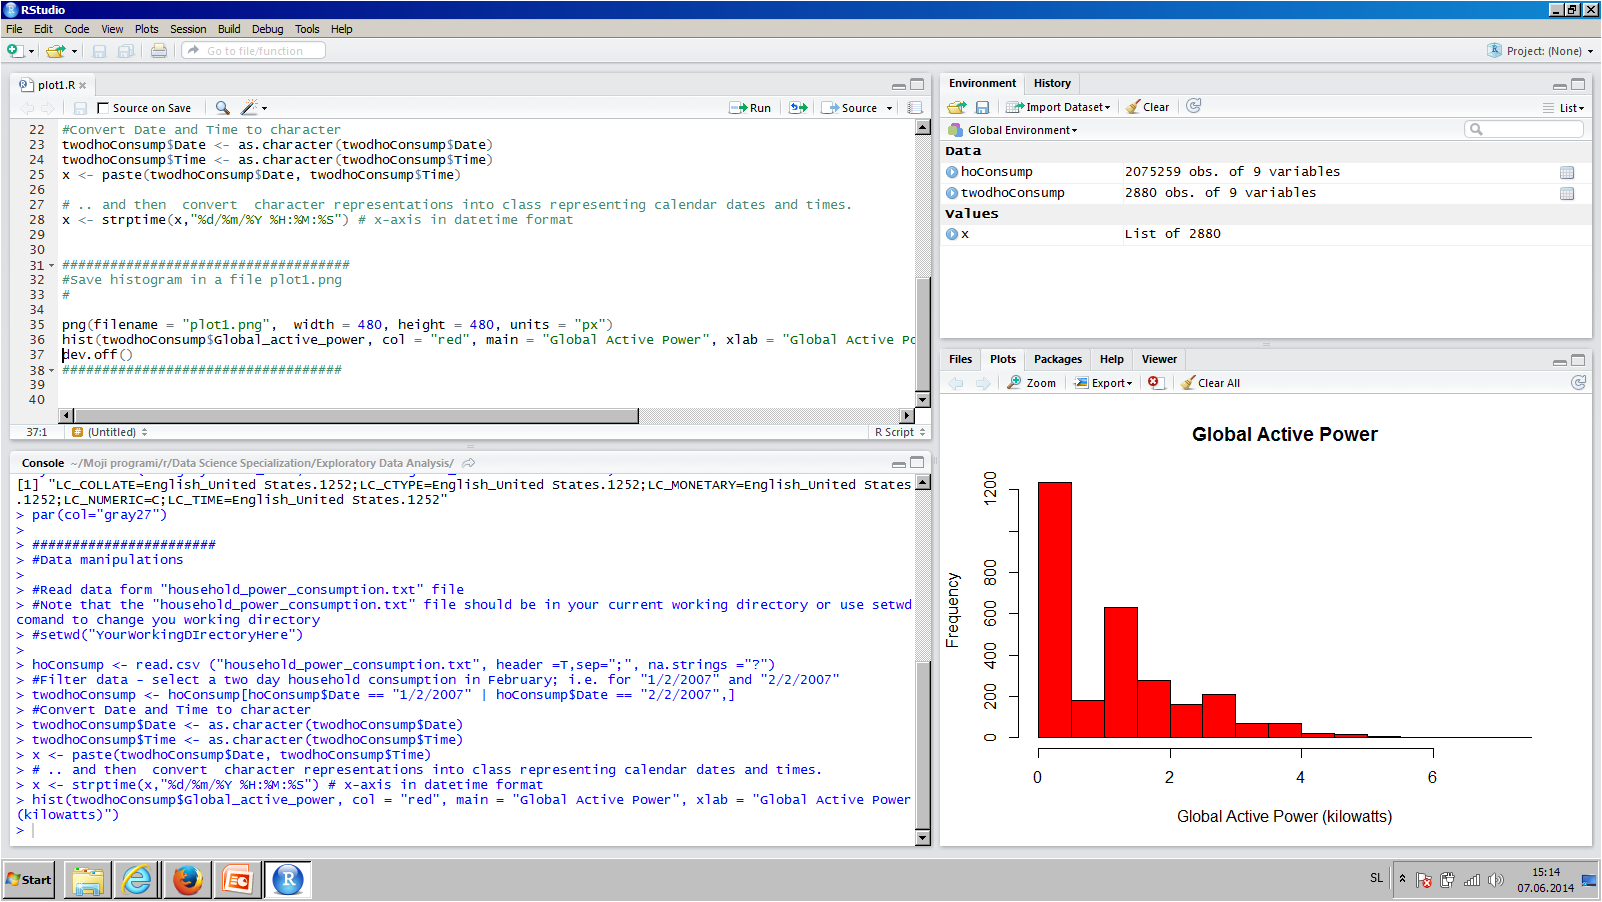 RStudio
File Edit Code View Plots Session Build Debug Tools Help
Go to file/function
Project: (None)
plot1.R
Source on Save
Run
Source
22 #Convert Date and Time to character
23 twodhoConsump$Date <- as.character(twodhoConsump$Date)
24 twodhoConsump$Time <- as.character(twodhoConsump$Time)
25 x <- paste(twodhoConsump$Date, twodhoConsump$Time)
26
27 # .. and then  convert  character representations into class representing calendar dates and times.
28 x <- strptime(x,"%d/%m/%Y %H:%M:%S") # x-axis in datetime format
29
30
31 ####################################
32 #Save histogram in a file plot1.png
33 #
34
35 png(filename = "plot1.png",  width = 480, height = 480, units = "px")
36 hist(twodhoConsump$Global_active_power, col = "red", main = "Global Active Power", xlab = "Global Active Po
37 dev.off()
38 ###################################
39
40
37:1
(Untitled)
R Script
Console ~/Moji programi/r/Data Science Specialization/Exploratory Data Analysis/
[1] "LC_COLLATE=English_United States.1252;LC_CTYPE=English_United States.1252;LC_MONETARY=English_United States
.1252;LC_NUMERIC=C;LC_TIME=English_United States.1252"
> par(col="gray27")
>
> #######################
> #Data manipulations
>
> #Read data form "household_power_consumption.txt" file
> #Note that the "household_power_consumption.txt" file should be in your current working directory or use setwd
comand to change you working directory
> #setwd("YourWorkingDIrectoryHere")
>
> hoConsump <- read.csv ("household_power_consumption.txt", header =T,sep=";", na.strings ="?")
> #Filter data - select a two day household consumption in February; i.e. for "1/2/2007" and "2/2/2007"
> twodhoConsump <- hoConsump[hoConsump$Date == "1/2/2007" | hoConsump$Date == "2/2/2007",]
> #Convert Date and Time to character
> twodhoConsump$Date <- as.character(twodhoConsump$Date)
> twodhoConsump$Time <- as.character(twodhoConsump$Time)
> x <- paste(twodhoConsump$Date, twodhoConsump$Time)
> # .. and then  convert  character representations into class representing calendar dates and times.
> x <- strptime(x,"%d/%m/%Y %H:%M:%S") # x-axis in datetime format
> hist(twodhoConsump$Global_active_power, col = "red", main = "Global Active Power", xlab = "Global Active Power
(kilowatts)")
>
Environment History
Import Dataset Clear
List
Global Environment
Data
hoConsump 2075259 obs. of 9 variables
twodhoConsump 2880 obs. of 9 variables
Values
x List of 2880
Files Plots Packages Help Viewer
Zoom Export Clear All
Global Active Power
Frequency
1200
800
600
400
200
0
0 2 4 6
Global Active Power (kilowatts)
Start
SL
15:14
07.06.2014